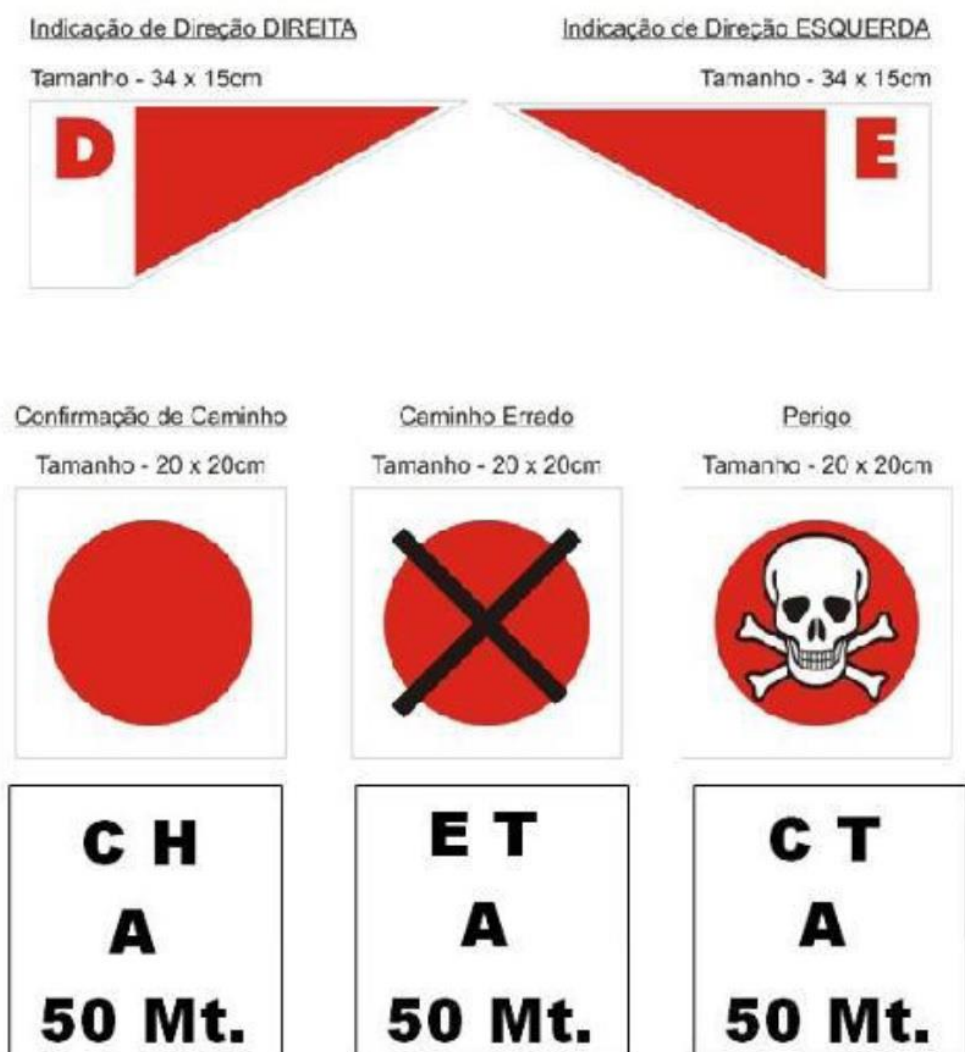 Indicação de Direção DIREITA
Tamanho - 34 x 15cm
D
Indicação de Direção ESQUERDA
Tamanho - 34 x 15cm
E
Confirmação de Caminho
Tamanho - 20 x 20cm
Caminho Errado
Tamanho - 20 x 20cm
Perigo
Tamanho - 20 x 20cm
C H
A
50 Mt.
E T
A
50 Mt.
C T
A
50 Mt.